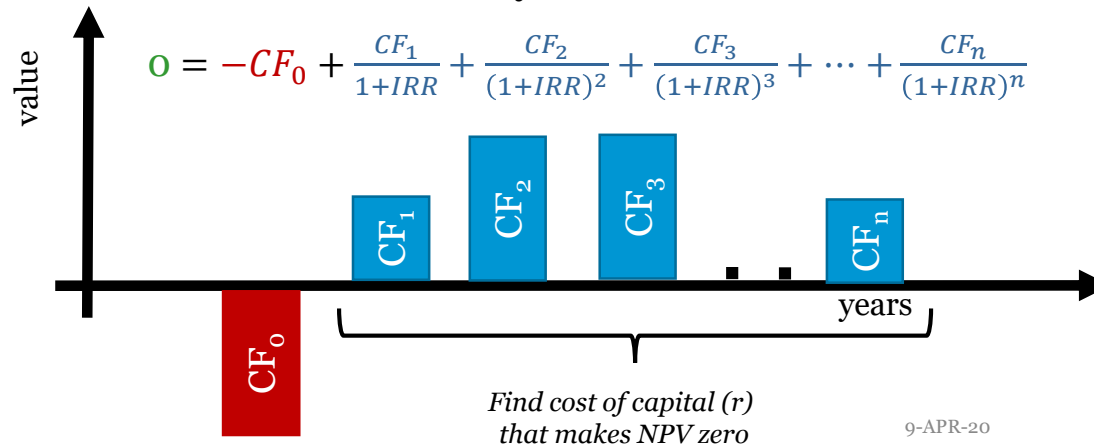 value
0 = −CF₀ + CF₁/(1+IRR) + CF₂/(1+IRR)² + CF₃/(1+IRR)³ + ⋯ + CFₙ/(1+IRR)ⁿ
CF₀
CF₁
CF₂
CF₃
. .
CFₙ
years
Find cost of capital (r)
that makes NPV zero
9-APR-20